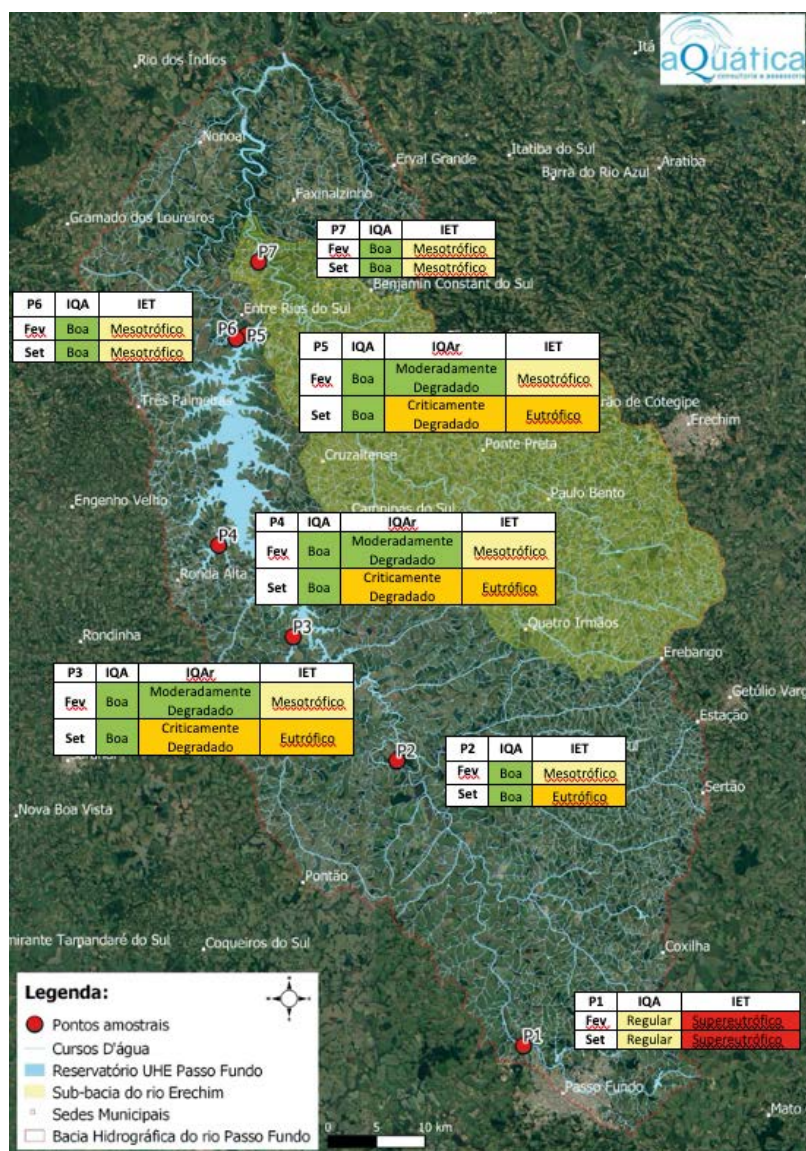 aQuática
consultoria e assessoria
Rio dos Índios
Itá
Nonoai
Erval Grande
Itatiba do Sul
Aratiba
Barra do Rio Azul
Faxinalzinho
Gramado dos Loureiros
P7 IQA IET
Fev Boa Mesotrófico
Set Boa Mesotrófico
P7
Benjamin Constant do Sul
P6 IQA IET
Fev Boa Mesotrófico
Set Boa Mesotrófico
Entre Rios do Sul
P6 P5
P5 IQA IQAr IET
Fev Boa Moderadamente Degradado Mesotrófico
Set Boa Criticamente Degradado Eutrófico
Três Palmeiras
rão de Cotegipe
Erechim
Cruzaltense
Ponte Preta
Engenho Velho
Paulo Bento
Campinas do Sul
P4 IQA IQAr IET
Fev Boa Moderadamente Degradado Mesotrófico
Set Boa Criticamente Degradado Eutrófico
P4
Ronda Alta
Rondinha
P3
Quatro Irmãos
Erebango
P3 IQA IQAr IET
Fev Boa Moderadamente Degradado Mesotrófico
Set Boa Criticamente Degradado Eutrófico
Getúlio Varg
Estação
P2
P2 IQA IET
Fev Boa Mesotrófico
Set Boa Eutrófico
Sertão
Nova Boa Vista
Pontão
mirante Tamandaré do Sul
Coqueiros do Sul
Coxilha
P1 IQA IET
Fev Regular Supereutrófico
Set Regular Supereutrófico
P1
Passo Fundo
Mato
Legenda:
Pontos amostrais
Cursos D'água
Reservatório UHE Passo Fundo
Sub-bacia do rio Erechim
Sedes Municipais
Bacia Hidrográfica do rio Passo Fundo
0 5 10 km